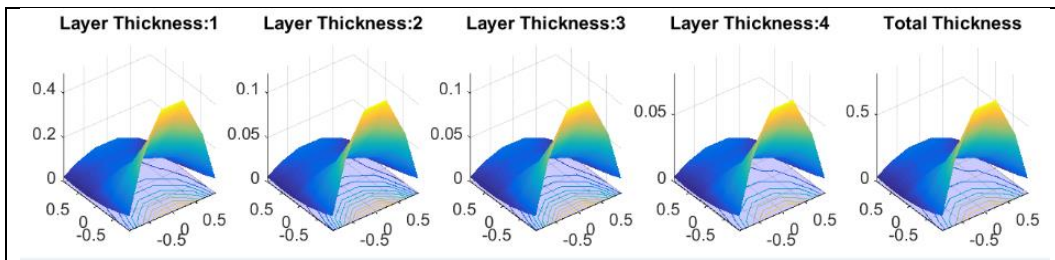 Layer Thickness:1 Layer Thickness:2 Layer Thickness:3 Layer Thickness:4 Total Thickness
0.4 0.1 0.1
0.05 0.5
0.2 0.05 0.05
0 0 0 0 0
0.5 0.5 0.5 0.5 0.5 0.5 0.5 0.5 0.5 0.5
0 0 0 0 0 0 0 0 0 0
-0.5 -0.5 -0.5 -0.5 -0.5 -0.5 -0.5 -0.5 -0.5 -0.5